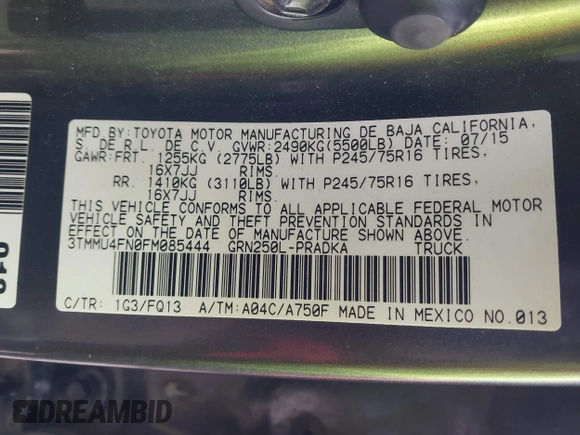 MFD.BY:TOYOTA MOTOR MANUFACTURING DE BAJA CALIFORNIA,
S. DE R.L. DE C.V. GVWR:2490KG(5500LB) DATE: 07/15
GAWR:FRT. 1255KG (2775LB) WITH P245/75R16 TIRES,
16X7JJ RIMS.
RR. 1410KG (3110LB) WITH P245/75R16 TIRES,
16X7JJ RIMS.
THIS VEHICLE CONFORMS TO ALL APPLICABLE FEDERAL MOTOR
VEHICLE SAFETY AND THEFT PREVENTION STANDARDS IN
EFFECT ON THE DATE OF MANUFACTURE SHOWN ABOVE.
3TMMU4FN0FM085444 GRN250L-PRADKA TRUCK
C/TR: 1G3/FQ13 A/TM:A04C/A750F MADE IN MEXICO NO.013
DREAMBID